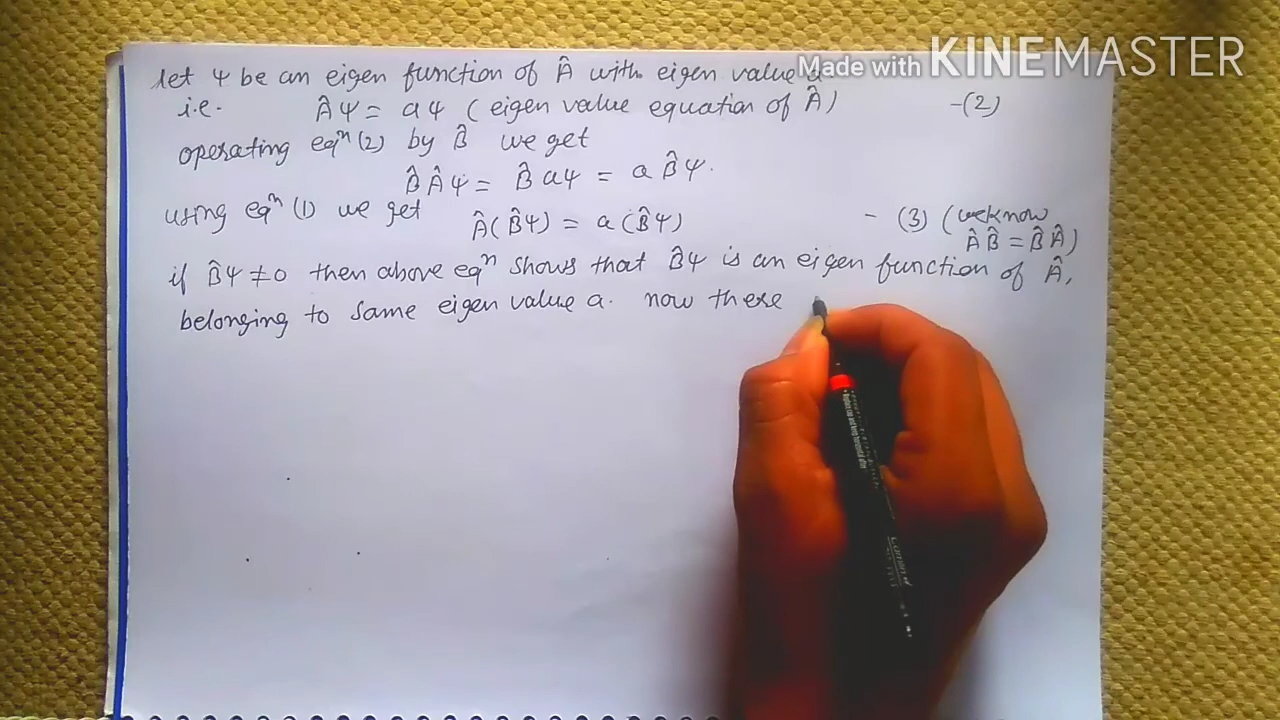 let ψ be an eigen function of Â with eigen value a
Made with KINEMASTER
i.e. Âψ = aψ (eigen value equation of Â) -(2)
operating eqⁿ (2) by B̂ we get
B̂Âψ = B̂aψ = aB̂ψ.
using eqⁿ (1) we get Â(B̂ψ) = a(B̂ψ) - (3) (we know
ÂB̂ = B̂Â)
if B̂ψ ≠ 0 then above eqⁿ shows that B̂ψ is an eigen function of Â,
belonging to same eigen value a. now these